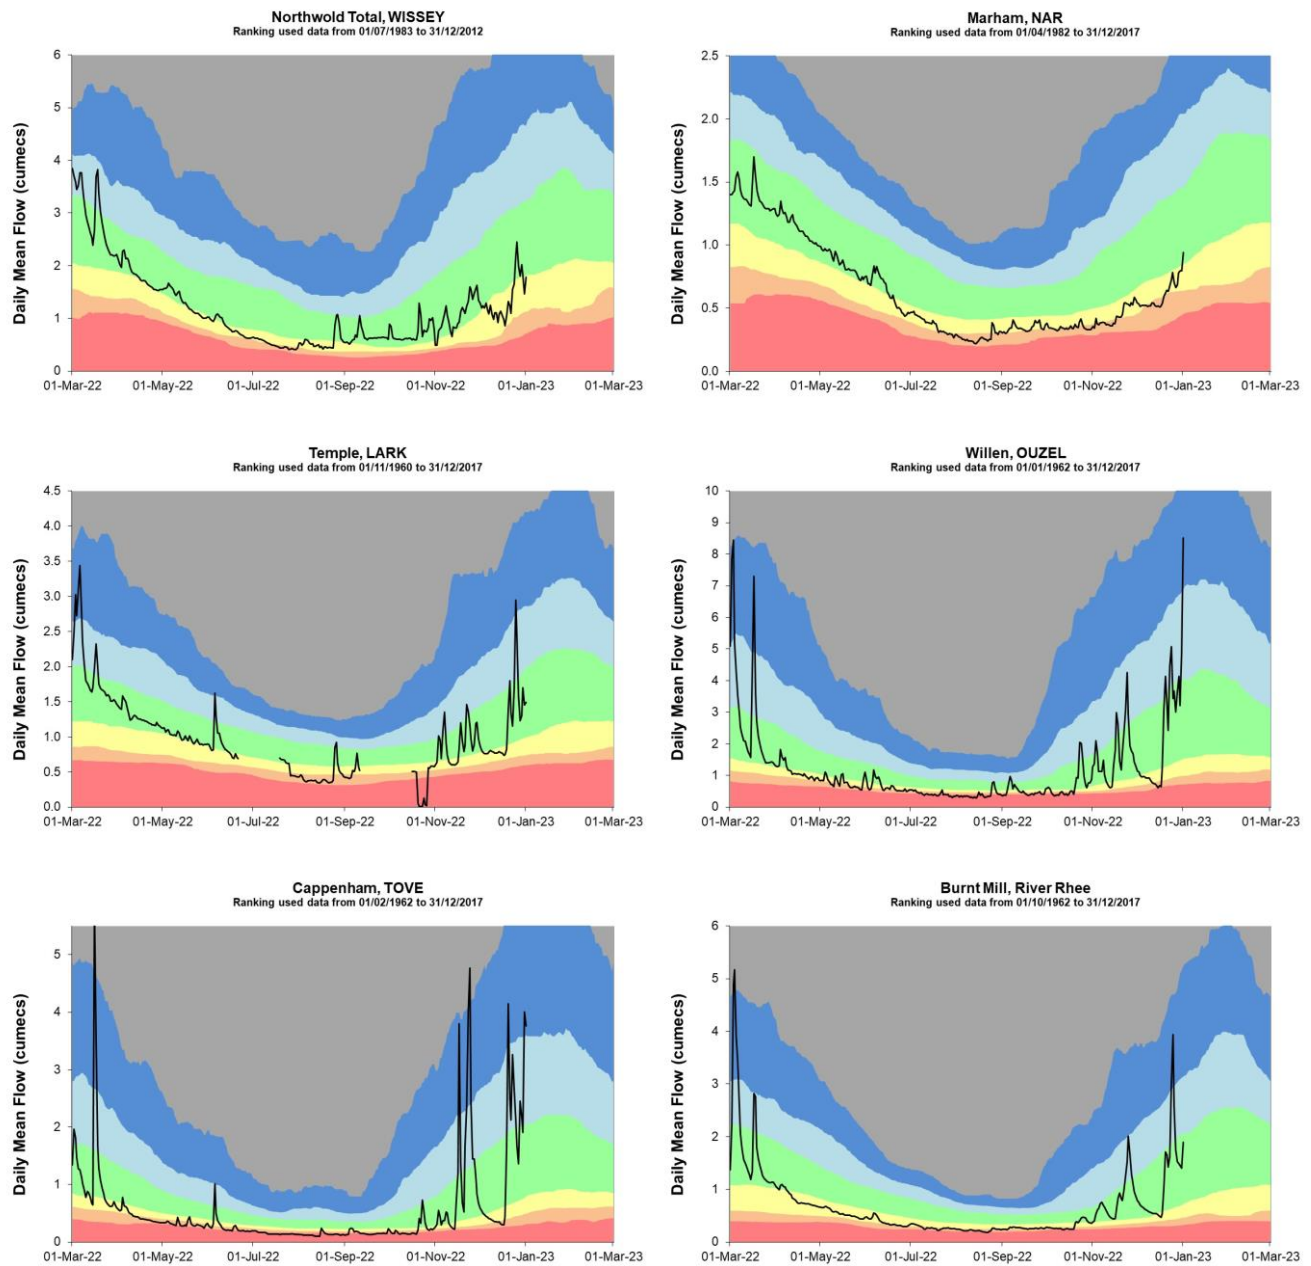 Northwold Total, WISSEY
Ranking used data from 01/07/1983 to 31/12/2012
Daily Mean Flow (cumecs)
6
5
4
3
2
1
0
01-Mar-22 01-May-22 01-Jul-22 01-Sep-22 01-Nov-22 01-Jan-23 01-Mar-23
Marham, NAR
Ranking used data from 01/04/1982 to 31/12/2017
Daily Mean Flow (cumecs)
2.5
2.0
1.5
1.0
0.5
0.0
01-Mar-22 01-May-22 01-Jul-22 01-Sep-22 01-Nov-22 01-Jan-23 01-Mar-23
Temple, LARK
Ranking used data from 01/11/1960 to 31/12/2017
Daily Mean Flow (cumecs)
4.5
4.0
3.5
3.0
2.5
2.0
1.5
1.0
0.5
0.0
01-Mar-22 01-May-22 01-Jul-22 01-Sep-22 01-Nov-22 01-Jan-23 01-Mar-23
Willen, OUZEL
Ranking used data from 01/01/1962 to 31/12/2017
Daily Mean Flow (cumecs)
10
9
8
7
6
5
4
3
2
1
0
01-Mar-22 01-May-22 01-Jul-22 01-Sep-22 01-Nov-22 01-Jan-23 01-Mar-23
Cappenham, TOVE
Ranking used data from 01/02/1962 to 31/12/2017
Daily Mean Flow (cumecs)
5
4
3
2
1
0
01-Mar-22 01-May-22 01-Jul-22 01-Sep-22 01-Nov-22 01-Jan-23 01-Mar-23
Burnt Mill, River Rhee
Ranking used data from 01/10/1962 to 31/12/2017
Daily Mean Flow (cumecs)
6
5
4
3
2
1
0
01-Mar-22 01-May-22 01-Jul-22 01-Sep-22 01-Nov-22 01-Jan-23 01-Mar-23